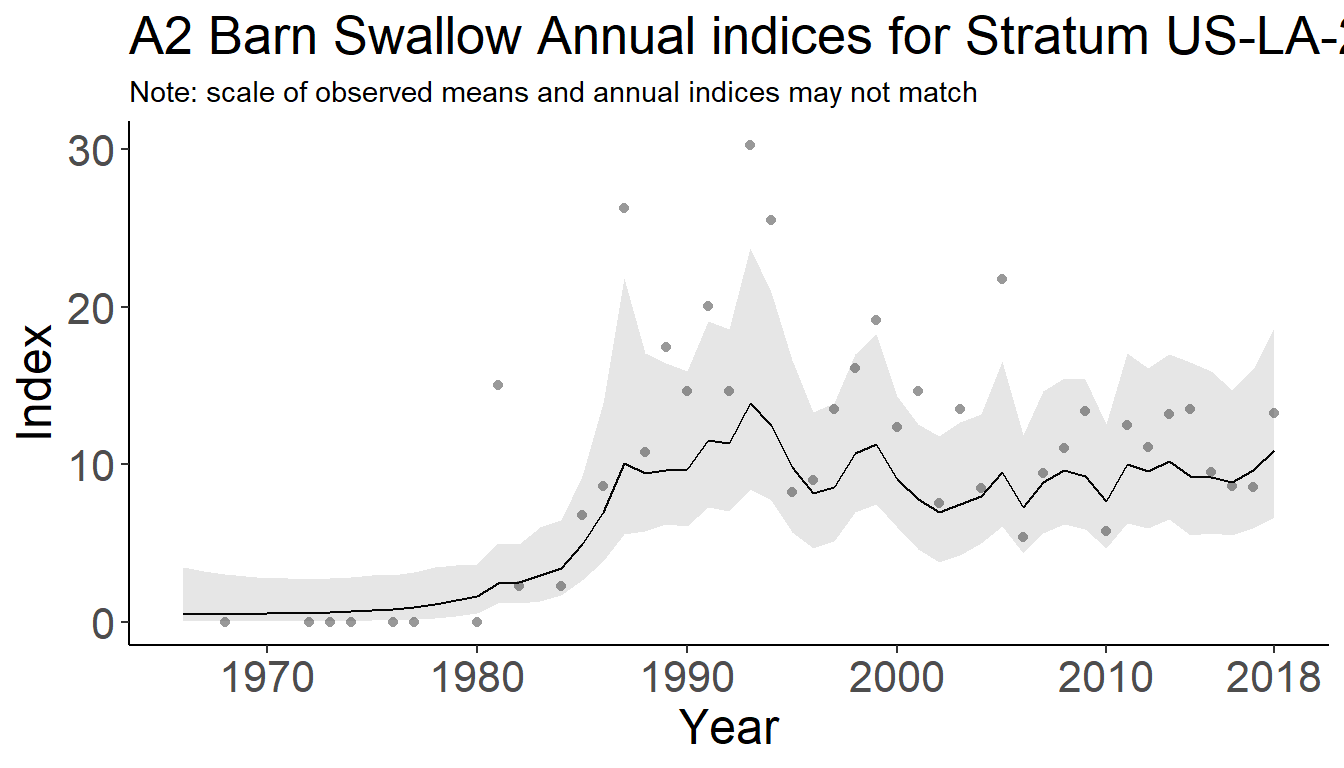 A2 Barn Swallow Annual indices for Stratum US-LA-2
Note: scale of observed means and annual indices may not match
30
20
10
0
Index
1970 1980 1990 2000 2010 2018
Year